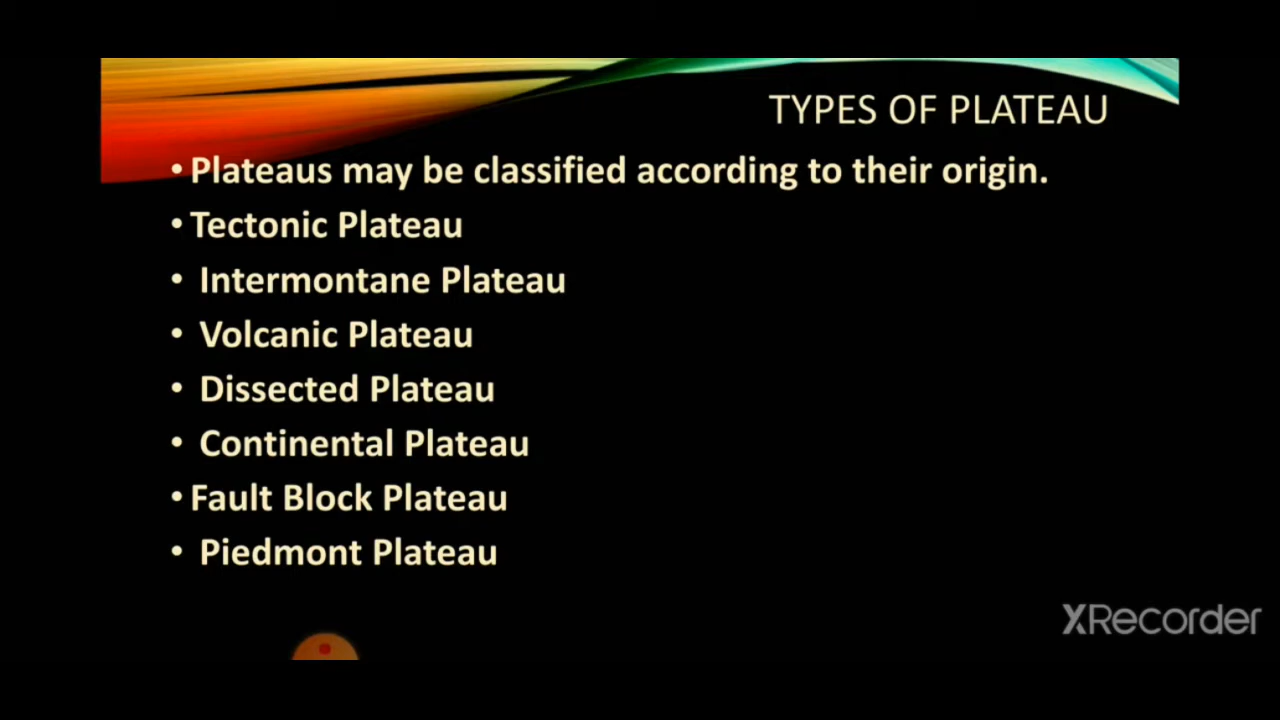 TYPES OF PLATEAU
• Plateaus may be classified according to their origin.
• Tectonic Plateau
• Intermontane Plateau
• Volcanic Plateau
• Dissected Plateau
• Continental Plateau
• Fault Block Plateau
• Piedmont Plateau
XRecorder